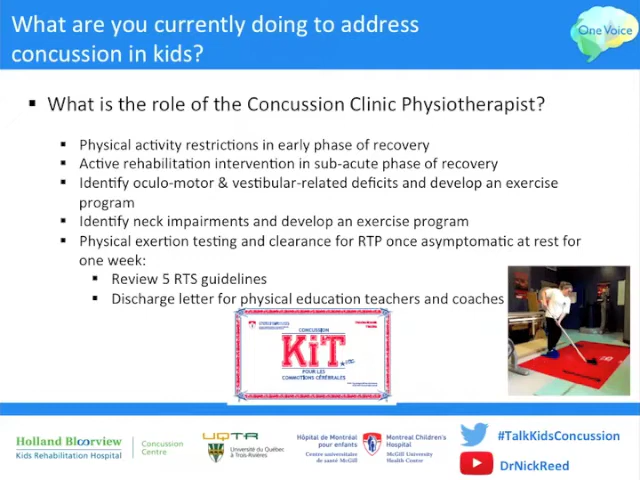 What are you currently doing to address
concussion in kids?
One Voice
▪ What is the role of the Concussion Clinic Physiotherapist?
▪ Physical activity restrictions in early phase of recovery
▪ Active rehabilitation intervention in sub-acute phase of recovery
▪ Identify oculo-motor & vestibular-related deficits and develop an exercise
program
▪ Identify neck impairments and develop an exercise program
▪ Physical exertion testing and clearance for RTP once asymptomatic at rest for
one week:
▪ Review 5 RTS guidelines
▪ Discharge letter for physical education teachers and coaches
CONCUSSION
KiT
POUR LES
COMMOTIONS CÉRÉBRALES
Holland Bloorview
Kids Rehabilitation Hospital
Concussion
Centre
UQTR
Université du Québec
à Trois-Rivières
Hôpital de Montréal
pour enfants
Centre universitaire
de santé McGill
Montreal Children's
Hospital
McGill University
Health Centre
#TalkKidsConcussion
DrNickReed